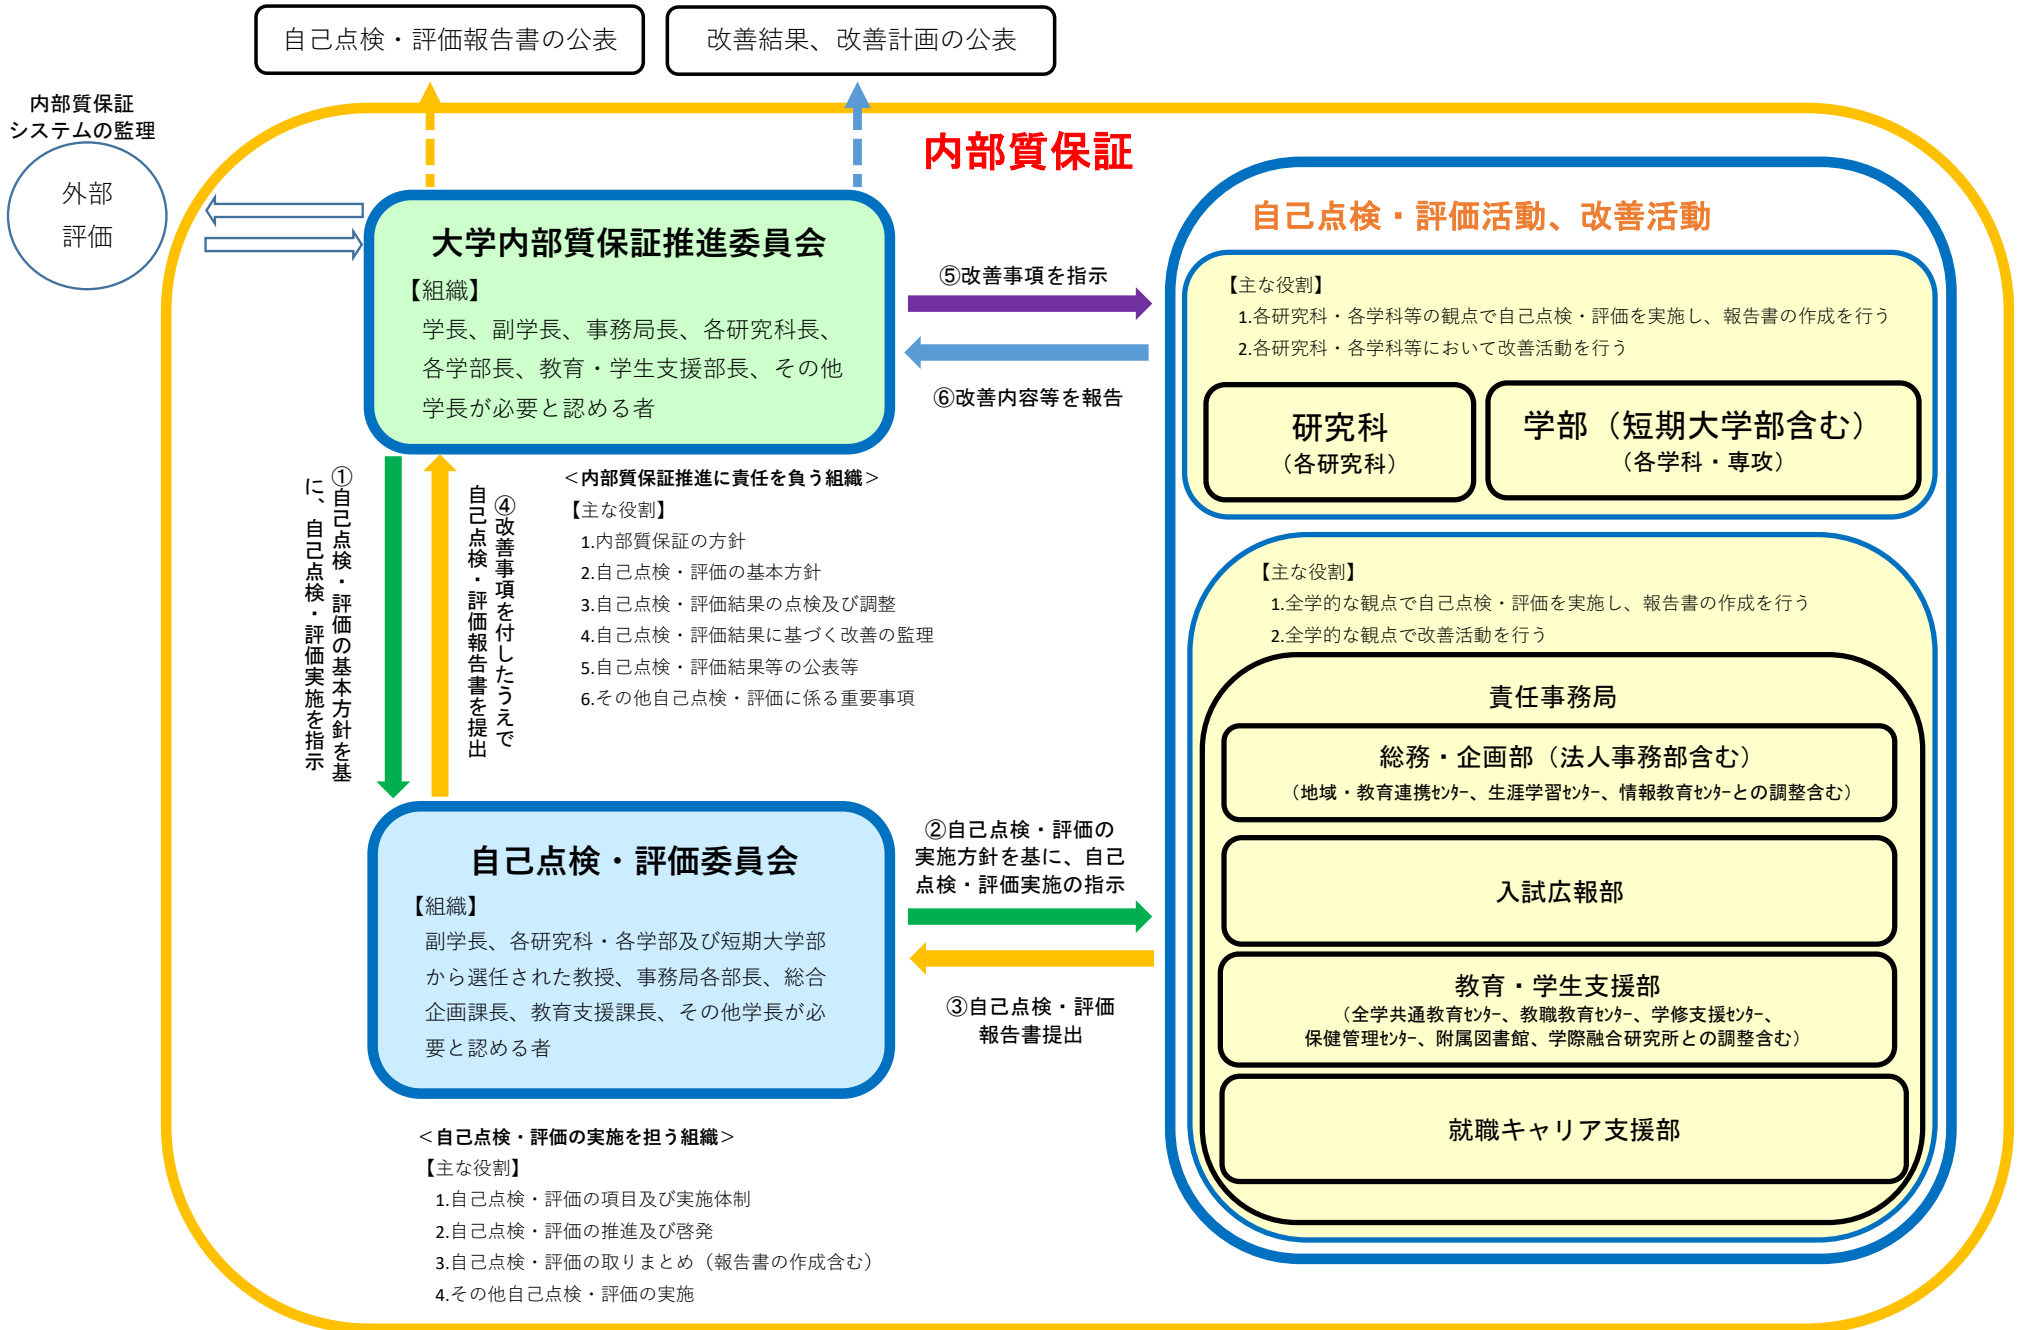 自己点検・評価報告書の公表
改善結果、改善計画の公表
内部質保証
システムの監理
外部
評価
内部質保証
大学内部質保証推進委員会
【組織】
学長、副学長、事務局長、各研究科長、
各学部長、教育・学生支援部長、その他
学長が必要と認める者
⑤改善事項を指示
⑥改善内容等を報告
①自己点検・評価の基本方針を基
に、自己点検・評価実施を指示
④改善事項を付したうえで
自己点検・評価報告書を提出
＜内部質保証推進に責任を負う組織＞
【主な役割】
1.内部質保証の方針
2.自己点検・評価の基本方針
3.自己点検・評価結果の点検及び調整
4.自己点検・評価結果に基づく改善の監理
5.自己点検・評価結果等の公表等
6.その他自己点検・評価に係る重要事項
自己点検・評価委員会
【組織】
副学長、各研究科・各学部及び短期大学部
から選任された教授、事務局各部長、総合
企画課長、教育支援課長、その他学長が必
要と認める者
②自己点検・評価の
実施方針を基に、自己
点検・評価実施の指示
③自己点検・評価
報告書提出
＜自己点検・評価の実施を担う組織＞
【主な役割】
1.自己点検・評価の項目及び実施体制
2.自己点検・評価の推進及び啓発
3.自己点検・評価の取りまとめ（報告書の作成含む）
4.その他自己点検・評価の実施
自己点検・評価活動、改善活動
【主な役割】
1.各研究科・各学科等の観点で自己点検・評価を実施し、報告書の作成を行う
2.各研究科・各学科等において改善活動を行う
研究科
（各研究科）
学部（短期大学部含む）
（各学科・専攻）
【主な役割】
1.全学的な観点で自己点検・評価を実施し、報告書の作成を行う
2.全学的な観点で改善活動を行う
責任事務局
総務・企画部（法人事務部含む）
（地域・教育連携ｾﾝﾀｰ、生涯学習ｾﾝﾀｰ、情報教育ｾﾝﾀｰとの調整含む）
入試広報部
教育・学生支援部
（全学共通教育ｾﾝﾀｰ、教職教育ｾﾝﾀｰ、学修支援ｾﾝﾀｰ、
保健管理ｾﾝﾀｰ、附属図書館、学際融合研究所との調整含む）
就職キャリア支援部